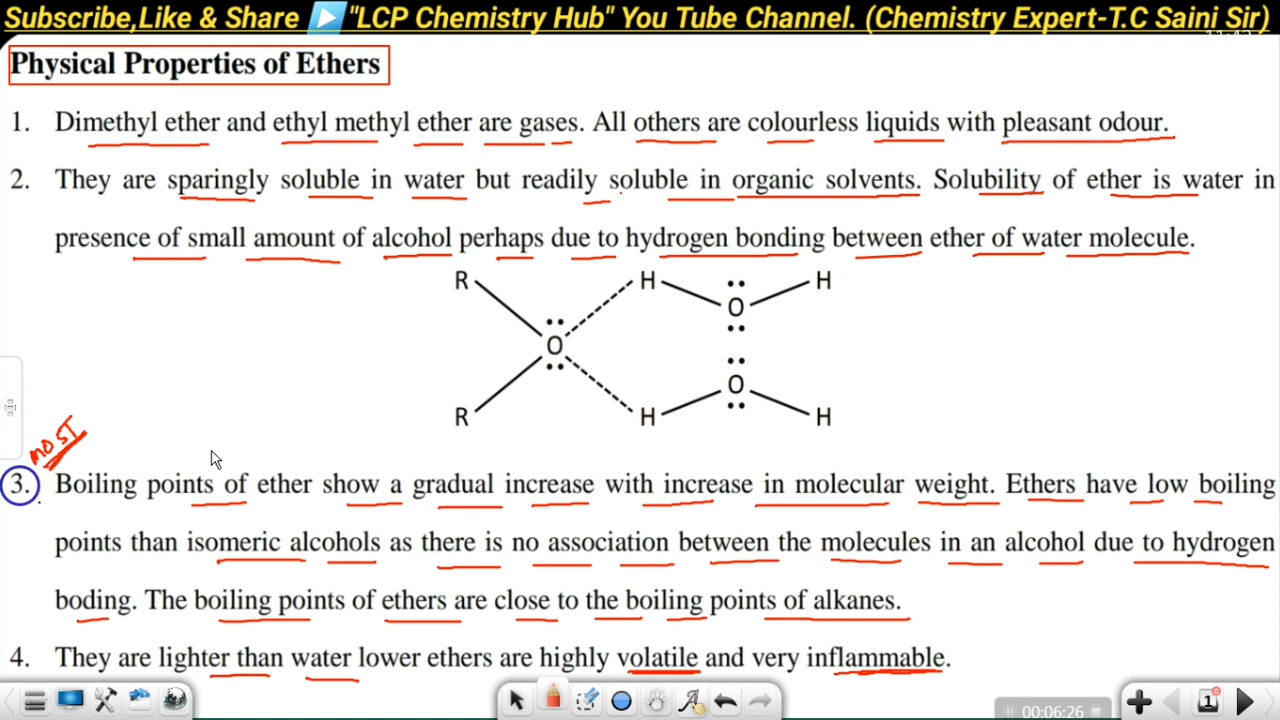 Subscribe,Like & Share ▶"LCP Chemistry Hub" You Tube Channel. (Chemistry Expert-T.C Saini Sir)
Physical Properties of Ethers
1. Dimethyl ether and ethyl methyl ether are gases. All others are colourless liquids with pleasant odour.
2. They are sparingly soluble in water but readily soluble in organic solvents. Solubility of ether is water in
presence of small amount of alcohol perhaps due to hydrogen bonding between ether of water molecule.
R H O H
O
O
R H H
MOST
3. Boiling points of ether show a gradual increase with increase in molecular weight. Ethers have low boiling
points than isomeric alcohols as there is no association between the molecules in an alcohol due to hydrogen
boding. The boiling points of ethers are close to the boiling points of alkanes.
4. They are lighter than water lower ethers are highly volatile and very inflammable.
1
00:06:26